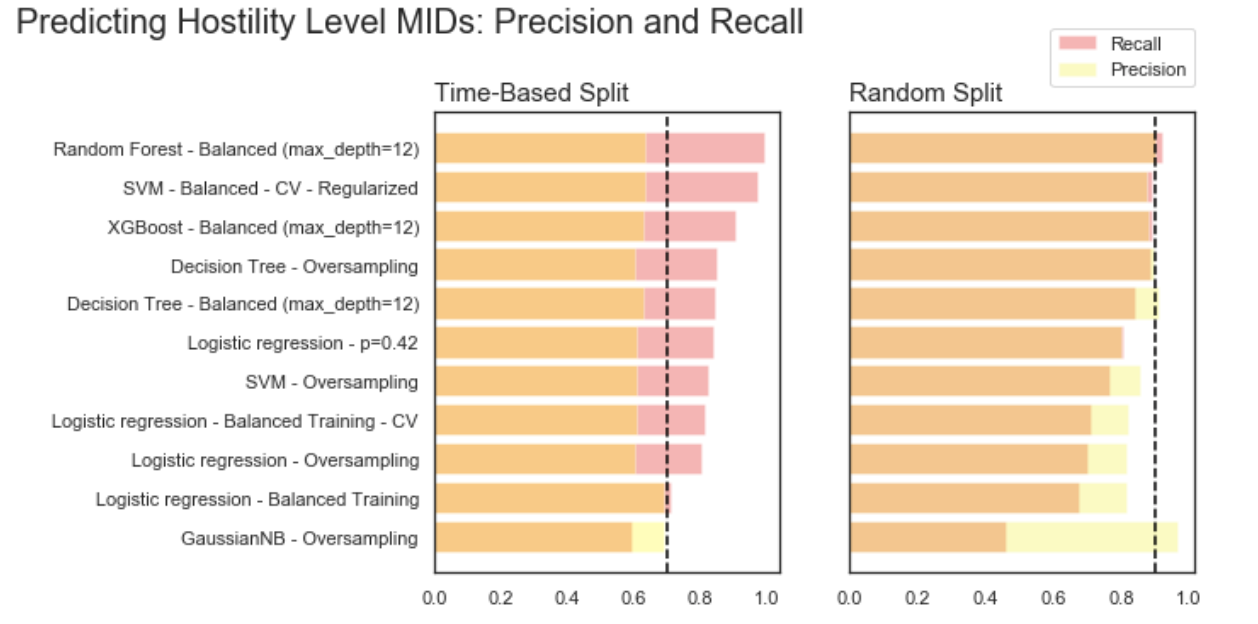 Predicting Hostility Level MIDs: Precision and Recall
Recall
Precision
Time-Based Split
Random Split
Random Forest - Balanced (max_depth=12)
SVM - Balanced - CV - Regularized
XGBoost - Balanced (max_depth=12)
Decision Tree - Oversampling
Decision Tree - Balanced (max_depth=12)
Logistic regression - p=0.42
SVM - Oversampling
Logistic regression - Balanced Training - CV
Logistic regression - Oversampling
Logistic regression - Balanced Training
GaussianNB - Oversampling
0.0 0.2 0.4 0.6 0.8 1.0
0.0 0.2 0.4 0.6 0.8 1.0